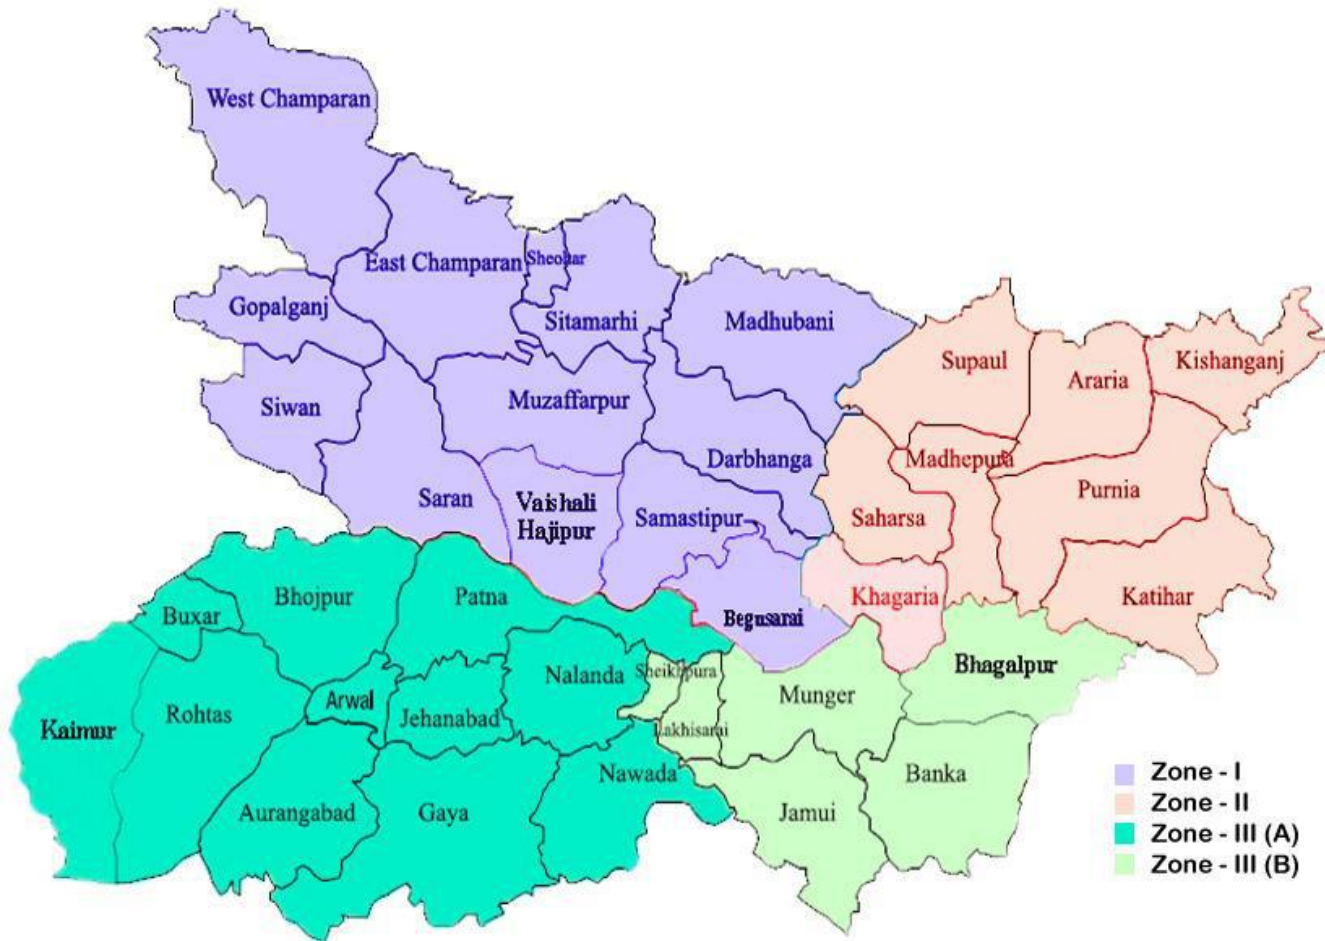 West Champaran
East Champaran
Sheohar
Gopalganj
Sitamarhi
Madhubani
Supaul
Araria
Kishanganj
Siwan
Muzaffarpur
Darbhanga
Madhepura
Purnia
Saran
Vaishali
Hajipur
Samastipur
Saharsa
Katihar
Khagaria
Begusarai
Bhojpur
Patna
Buxar
Nalanda
Sheikhpura
Munger
Bhagalpur
Kaimur
Rohtas
Arwal
Jehanabad
Lakhisarai
Nawada
Banka
Aurangabad
Gaya
Jamui
Zone - I
Zone - II
Zone - III (A)
Zone - III (B)